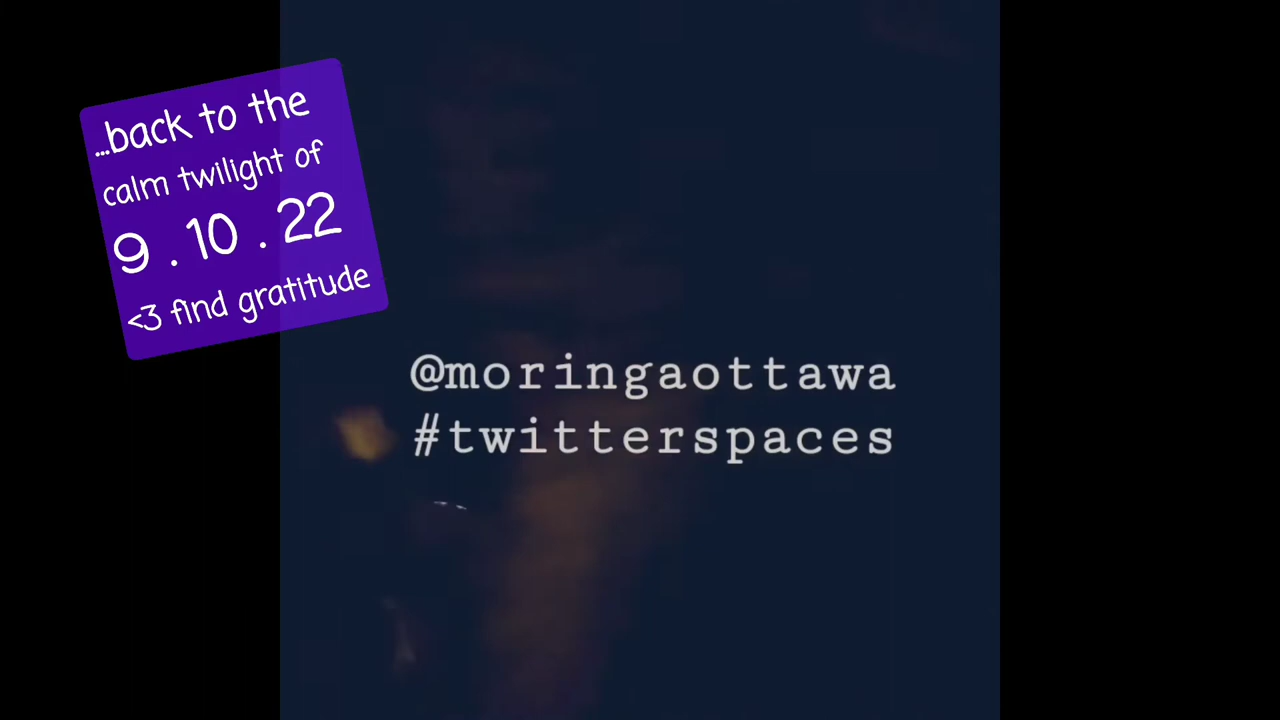 ...back to the
calm twilight of
9 . 10 . 22
<3 find gratitude
@moringaottawa
#twitterspaces